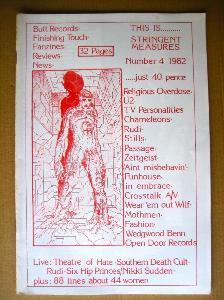 Butt Records-
Finishing Touch-
Fanzines-
Reviews-
News-
32 Pages
THIS IS..........
STRINGENT
MEASURES
Number 4 1982
.....just 40 pence
Religious Overdose-
U2-
TV Personalities
Chameleons-
Rudi-
Stills-
Passage-
Zeitgeist-
Aint misbehavin'-
Funhouse-
in embrace-
Crosstalk A/V
Wear 'em out Wilf-
Mothmen-
Fashion-
Wedgwood Benn
Open Door Records
Live: Theatre of Hate-Southern Death Cult-
Rudi-Six Hip Princes/Nikki Sudden-
plus: 88 lines about 44 women